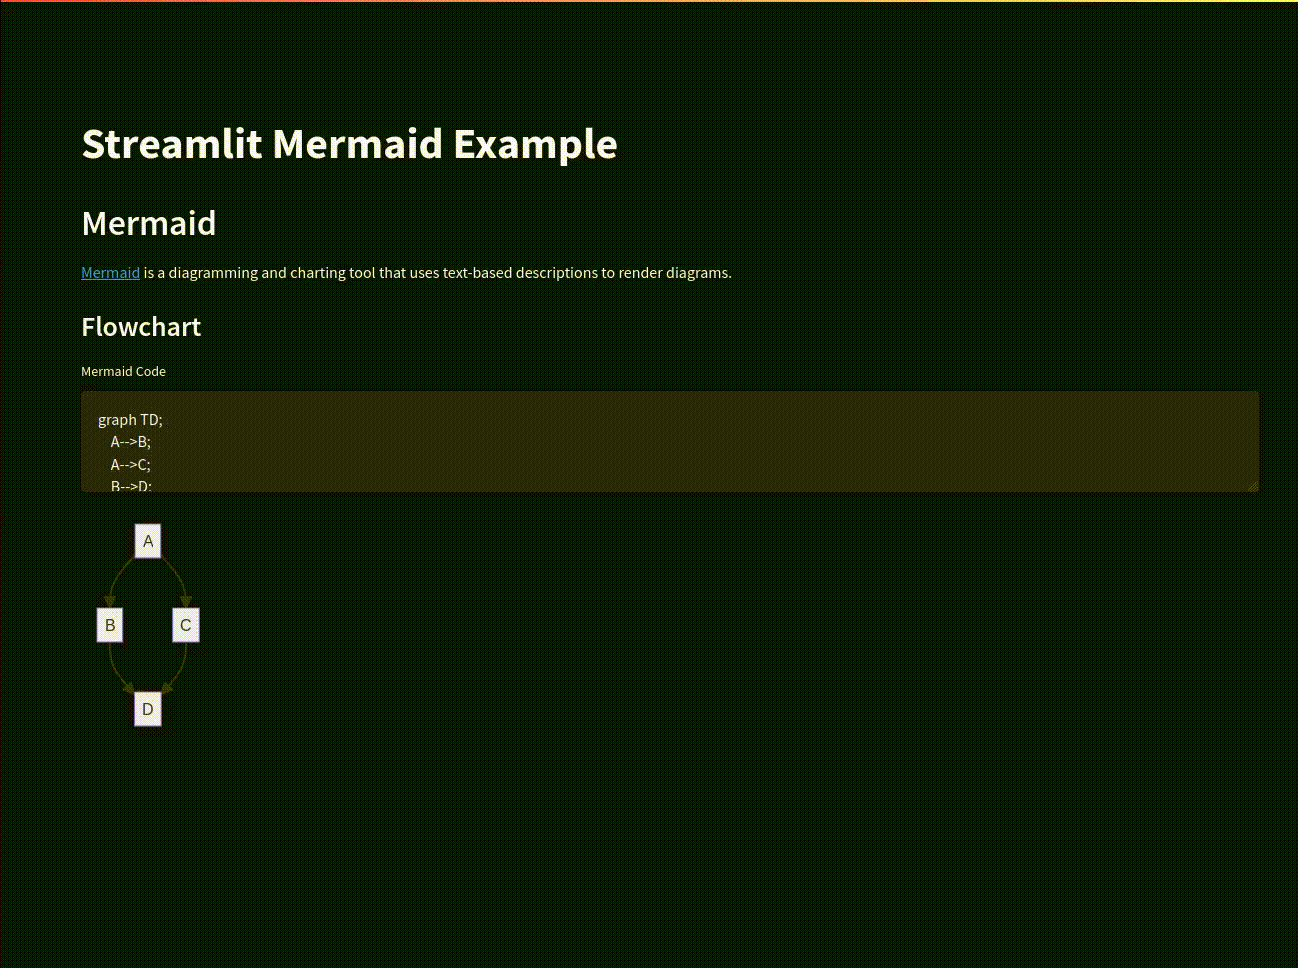 Streamlit Mermaid Example
Mermaid
Mermaid is a diagramming and charting tool that uses text-based descriptions to render diagrams.
Flowchart
Mermaid Code
graph TD;
A-->B;
A-->C;
B-->D;
A
B C
D